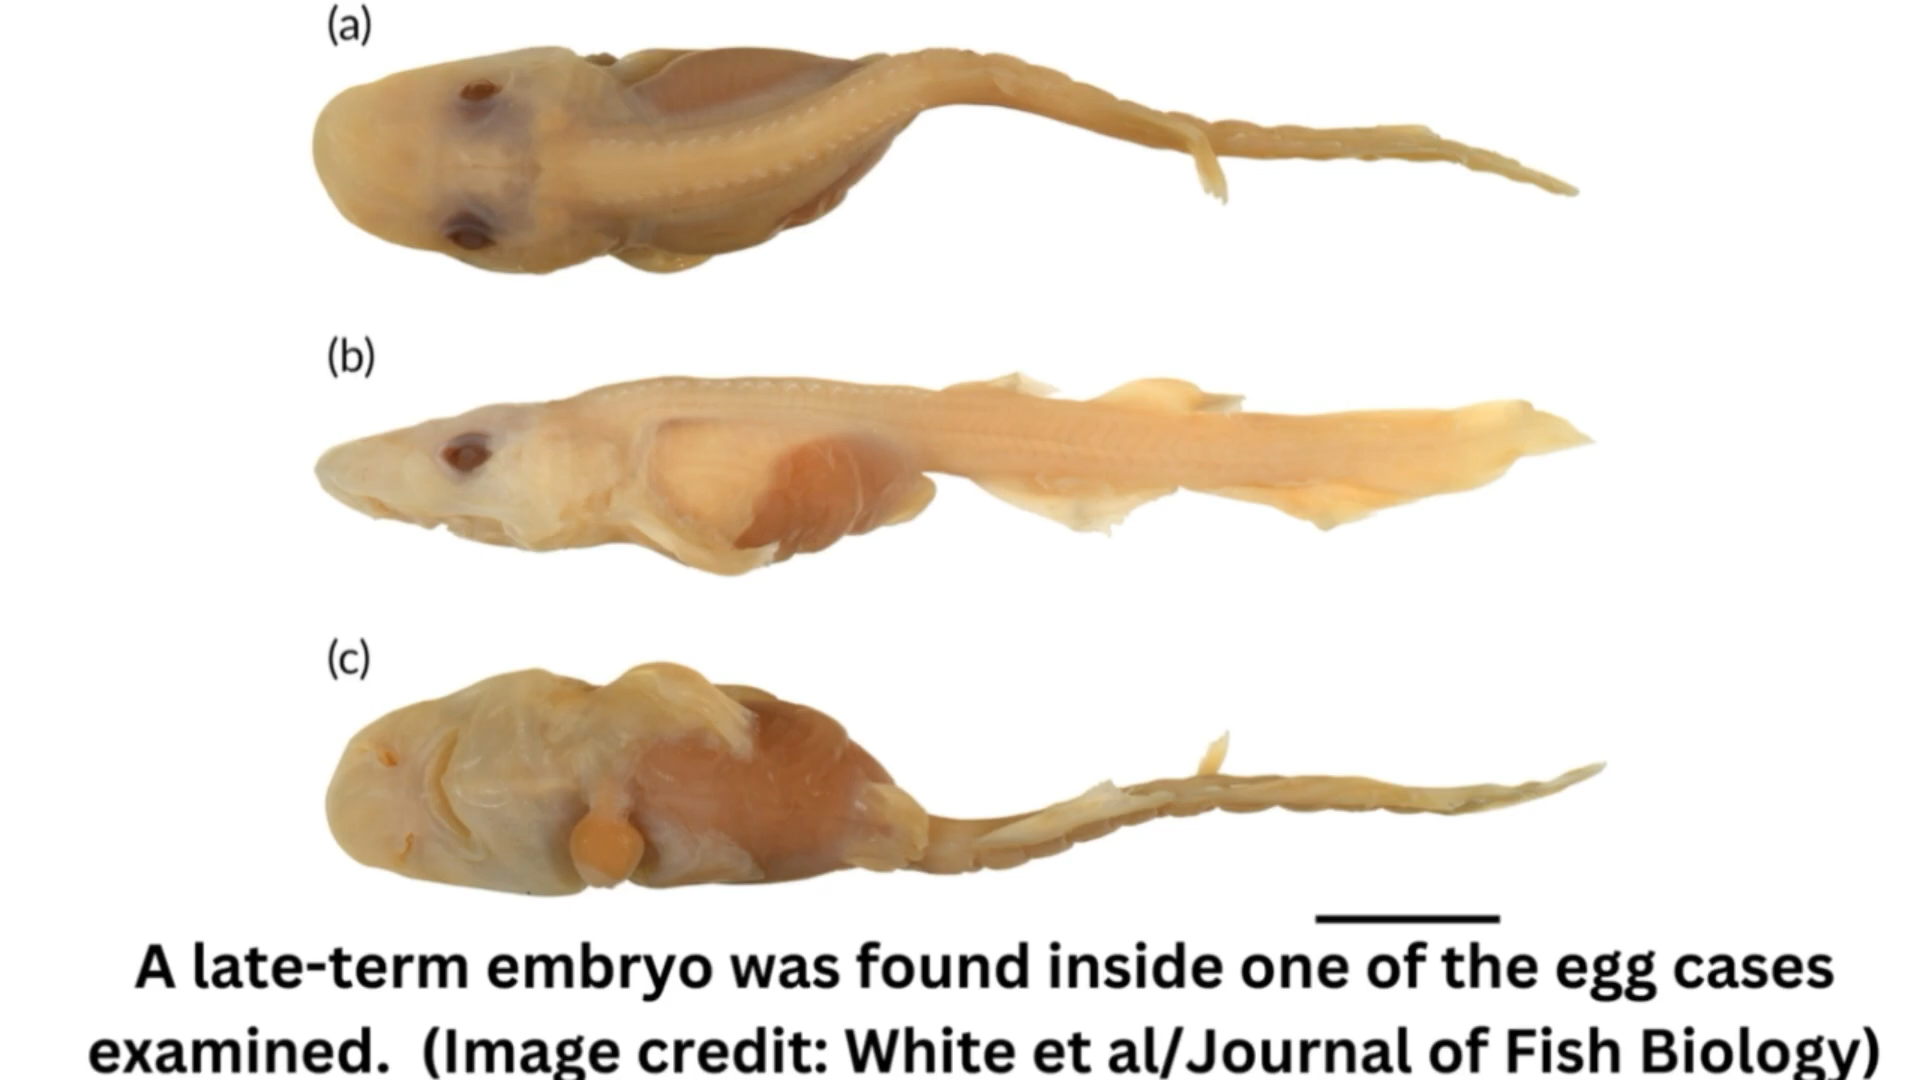 (a)
(b)
(c)
A late-term embryo was found inside one of the egg cases
examined. (Image credit: White et al/Journal of Fish Biology)